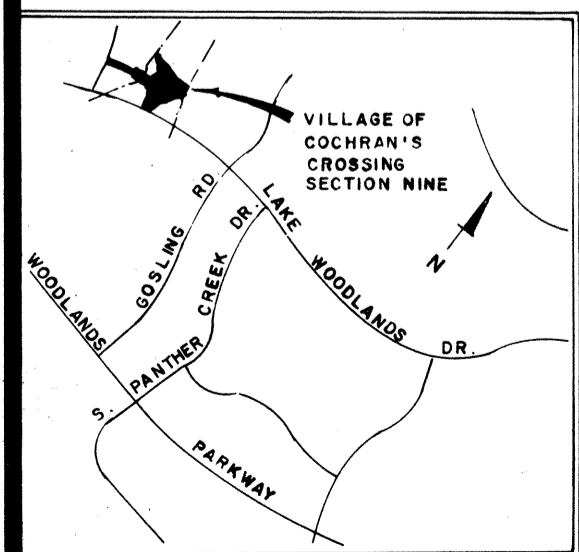 VILLAGE OF
COCHRAN'S
CROSSING
SECTION NINE
GOSLING RD.
LAKE WOODLANDS DR.
N
S. PANTHER CREEK DR.
WOODLANDS PARKWAY